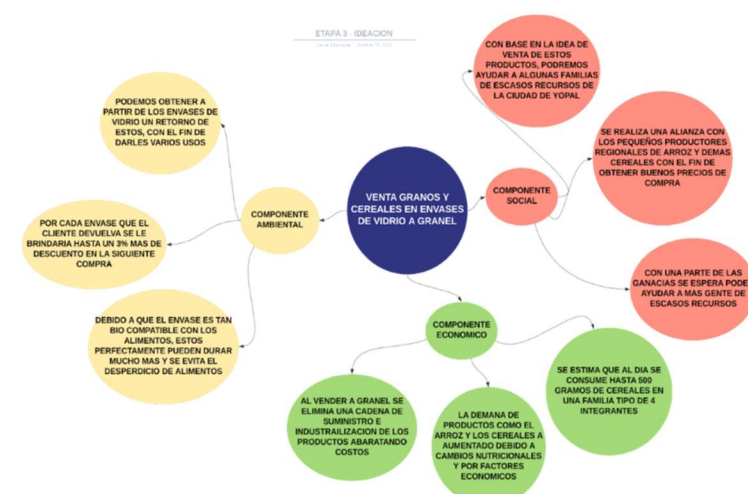 ETAPA 3 - IDEACION
PODEMOS OBTENER A
PARTIR DE LOS ENVASES DE
VIDRIO UN RETORNO DE
ESTOS, CON EL FIN DE
DARLES VARIOS USOS
POR CADA ENVASE QUE EL
CLIENTE DEVUELVA SE LE
BRINDARIA HASTA UN 3% MAS DE
DESCUENTO EN LA SIGUIENTE
COMPRA
DEBIDO A QUE EL ENVASE ES TAN
BIO COMPATIBLE CON LOS
ALIMENTOS, ESTOS
PERFECTAMENTE PUEDEN DURAR
MUCHO MAS Y SE EVITA EL
DESPERDICIO DE ALIMENTOS
COMPONENTE
AMBIENTAL
VENTA GRANOS Y
CEREALES EN ENVASES
DE VIDRIO A GRANEL
COMPONENTE
SOCIAL
CON BASE EN LA IDEA DE
VENTA DE ESTOS
PRODUCTOS, PODREMOS
AYUDAR A ALGUNAS FAMILIAS
DE ESCASOS RECURSOS DE
LA CIUDAD DE YOPAL
SE REALIZA UNA ALIANZA CON
LOS PEQUEÑOS PRODUCTORES
REGIONALES DE ARROZ Y DEMAS
CEREALES CON EL FIN DE
OBTENER BUENOS PRECIOS DE
COMPRA
CON UNA PARTE DE LAS
GANACIAS SE ESPERA PODE
AYUDAR A MAS GENTE DE
ESCASOS RECURSOS
COMPONENTE
ECONOMICO
AL VENDER A GRANEL SE
ELIMINA UNA CADENA DE
SUMINISTRO E
INDUSTRAILIZACION DE LOS
PRODUCTOS ABARATANDO
COSTOS
LA DEMANA DE
PRODUCTOS COMO EL
ARROZ Y LOS CEREALES A
AUMENTADO DEBIDO A
CAMBIOS NUTRICIONALES
Y POR FACTORES
ECONOMICOS
SE ESTIMA QUE AL DIA SE
CONSUME HASTA 500
GRAMOS DE CEREALES EN
UNA FAMILIA TIPO DE 4
INTEGRANTES